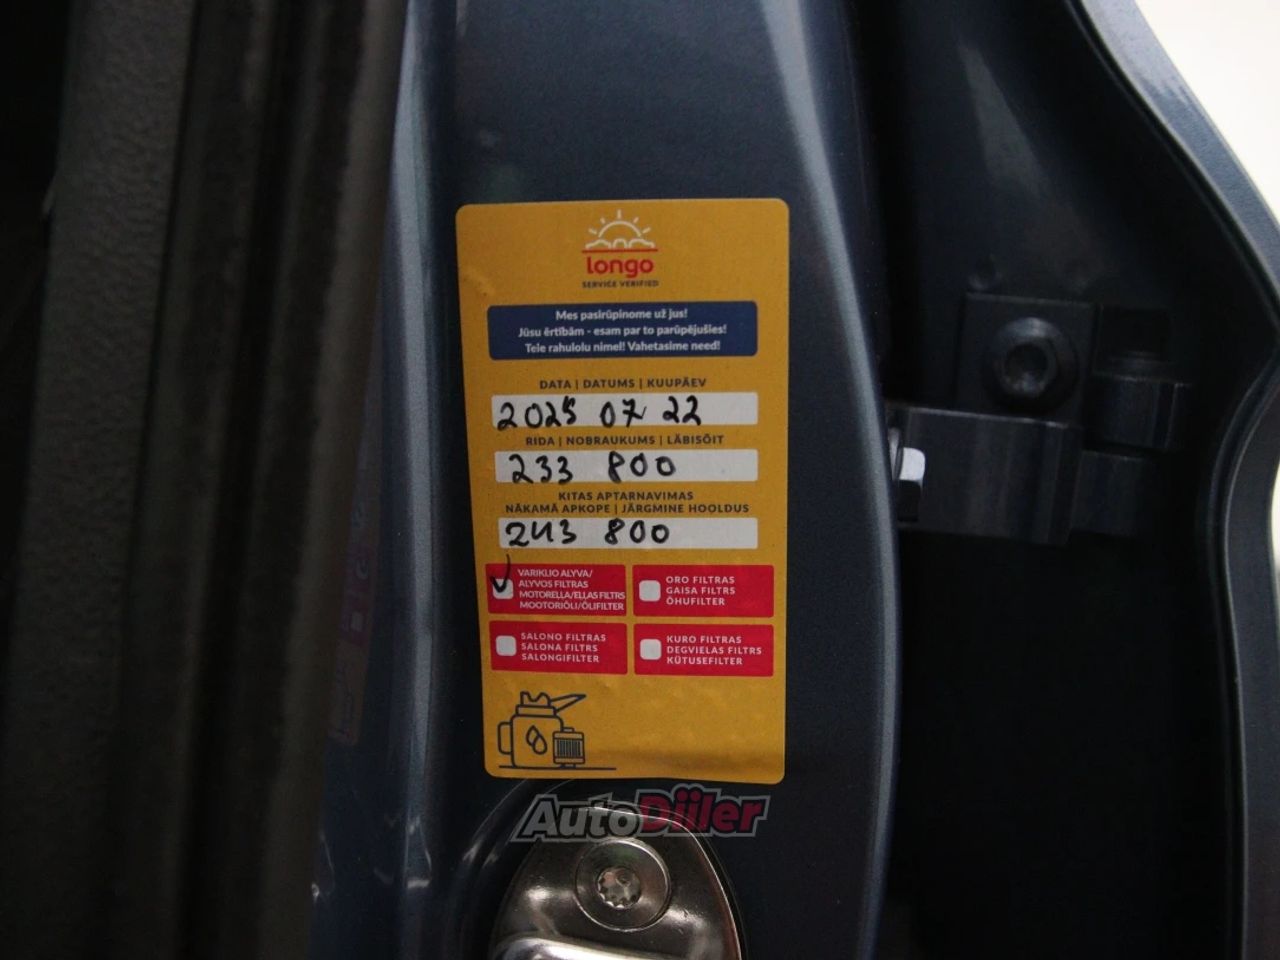 longo
SERVICE VERIFIED
Mes pasirūpinome už jus!
Jūsu ērtībām - esam par to parūpējušies!
Teie rahulolu nimel! Vahetasime need!
DATA | DATUMS | KUUPÄEV
2025 07 22
RIDA | NOBRAUKUMS | LÄBISÕIT
233 800
KITAS APTARNAVIMAS
NĀKAMĀ APKOPE | JÄRGMINE HOOLDUS
243 800
VARIKLIO ALYVA/
ALYVOS FILTRAS
MOTORELLA/ELLAS FILTRS
MOOTORIÕLI/ÕLIFILTER
ORO FILTRAS
GAISA FILTRS
ÕHUFILTER
SALONO FILTRAS
SALONA FILTRS
SALONGIFILTER
KURO FILTRAS
DEGVIELAS FILTRS
KÜTUSEFILTER
AutoDiiler